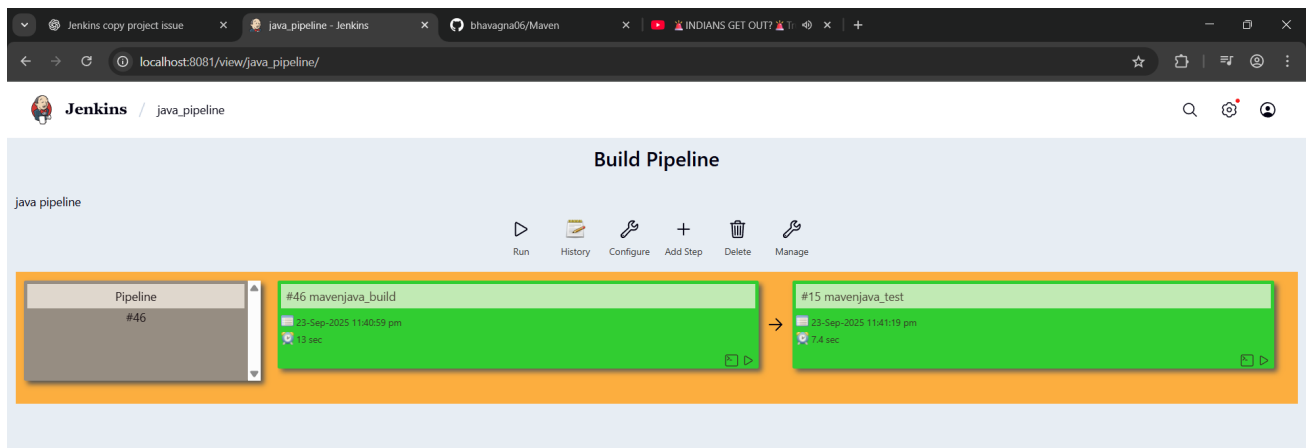 Jenkins copy project issue
java_pipeline - Jenkins
bhavagna06/Maven
INDIANS GET OUT?
localhost:8081/view/java_pipeline/
Jenkins / java_pipeline
Build Pipeline
java pipeline
Run History Configure Add Step Delete Manage
Pipeline
#46
#46 mavenjava_build
23-Sep-2025 11:40:59 pm
13 sec
#15 mavenjava_test
23-Sep-2025 11:41:19 pm
7.4 sec